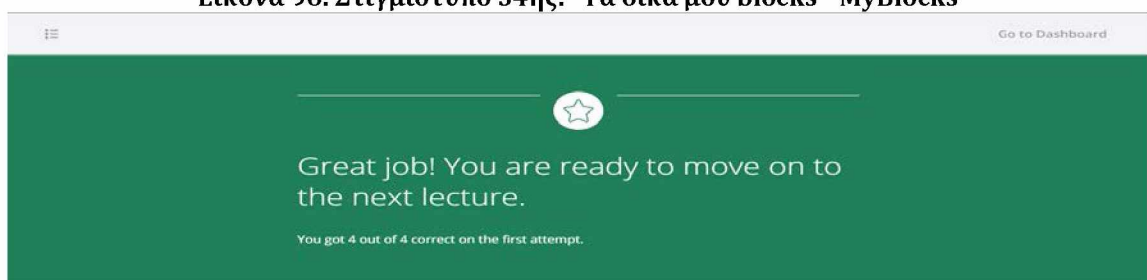 Εικόνα 98. Στιγμιότυπο 34ης: "Τα δικά μου blocks - MyBlocks"
Go to Dashboard
Great job! You are ready to move on to
the next lecture.
You got 4 out of 4 correct on the first attempt.